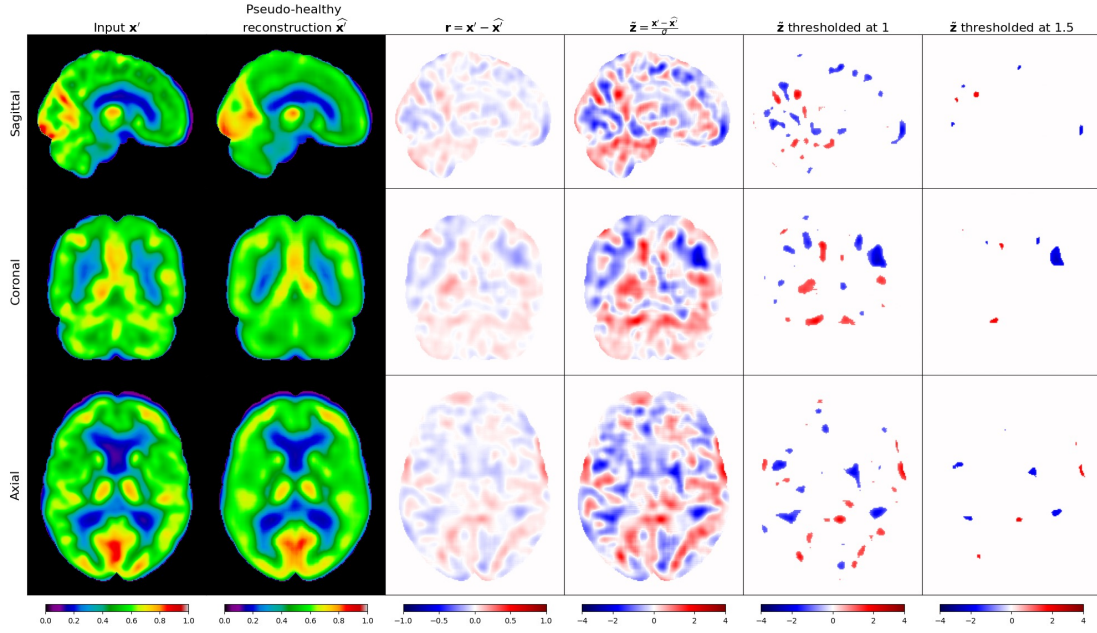 Input x′
Pseudo-healthy
reconstruction x̂′
r = x′ − x̂′
z̃ = (x′ − x̂′)/σ
z̃ thresholded at 1
z̃ thresholded at 1.5
Sagittal
Coronal
Axial
0.0 0.2 0.4 0.6 0.8 1.0
0.0 0.2 0.4 0.6 0.8 1.0
−1.0 −0.5 0.0 0.5 1.0
−4 −2 0 2 4
−4 −2 0 2 4
−4 −2 0 2 4